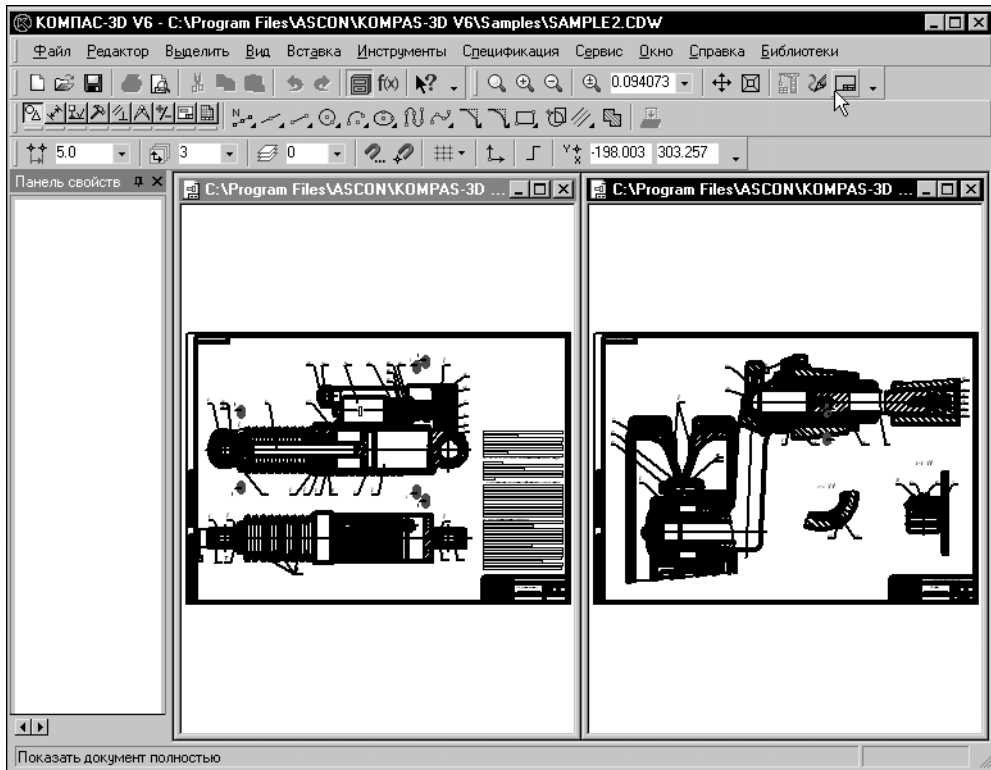 КОМПАС-3D V6 - C:\Program Files\ASCON\KOMPAS-3D V6\Samples\SAMPLE2.CDW
Файл Редактор Выделить Вид Вставка Инструменты Спецификация Сервис Окно Справка Библиотеки
f(x) 0.094073
5.0 3 0 Y X -198.003 303.257
Панель свойств
C:\Program Files\ASCON\KOMPAS-3D ...
C:\Program Files\ASCON\KOMPAS-3D ...
Показать документ полностью